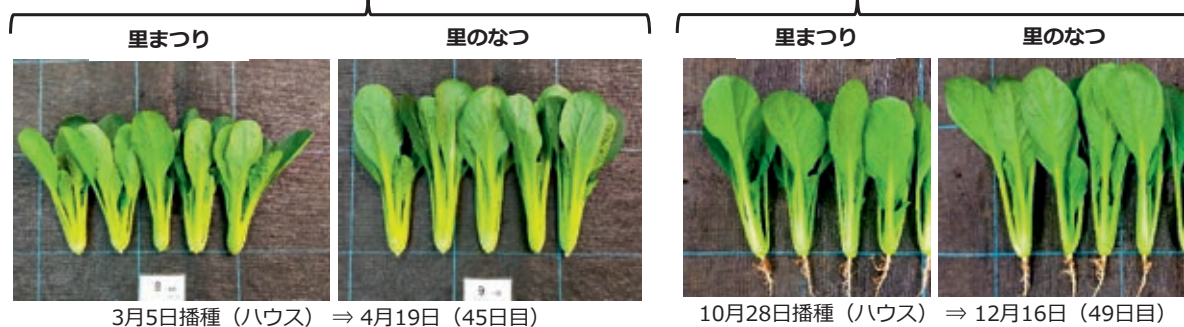 里まつり
里のなつ
里まつり
里のなつ
3月5日播種（ハウス） ⇒ 4月19日（45日目）
10月28日播種（ハウス） ⇒ 12月16日（49日目）